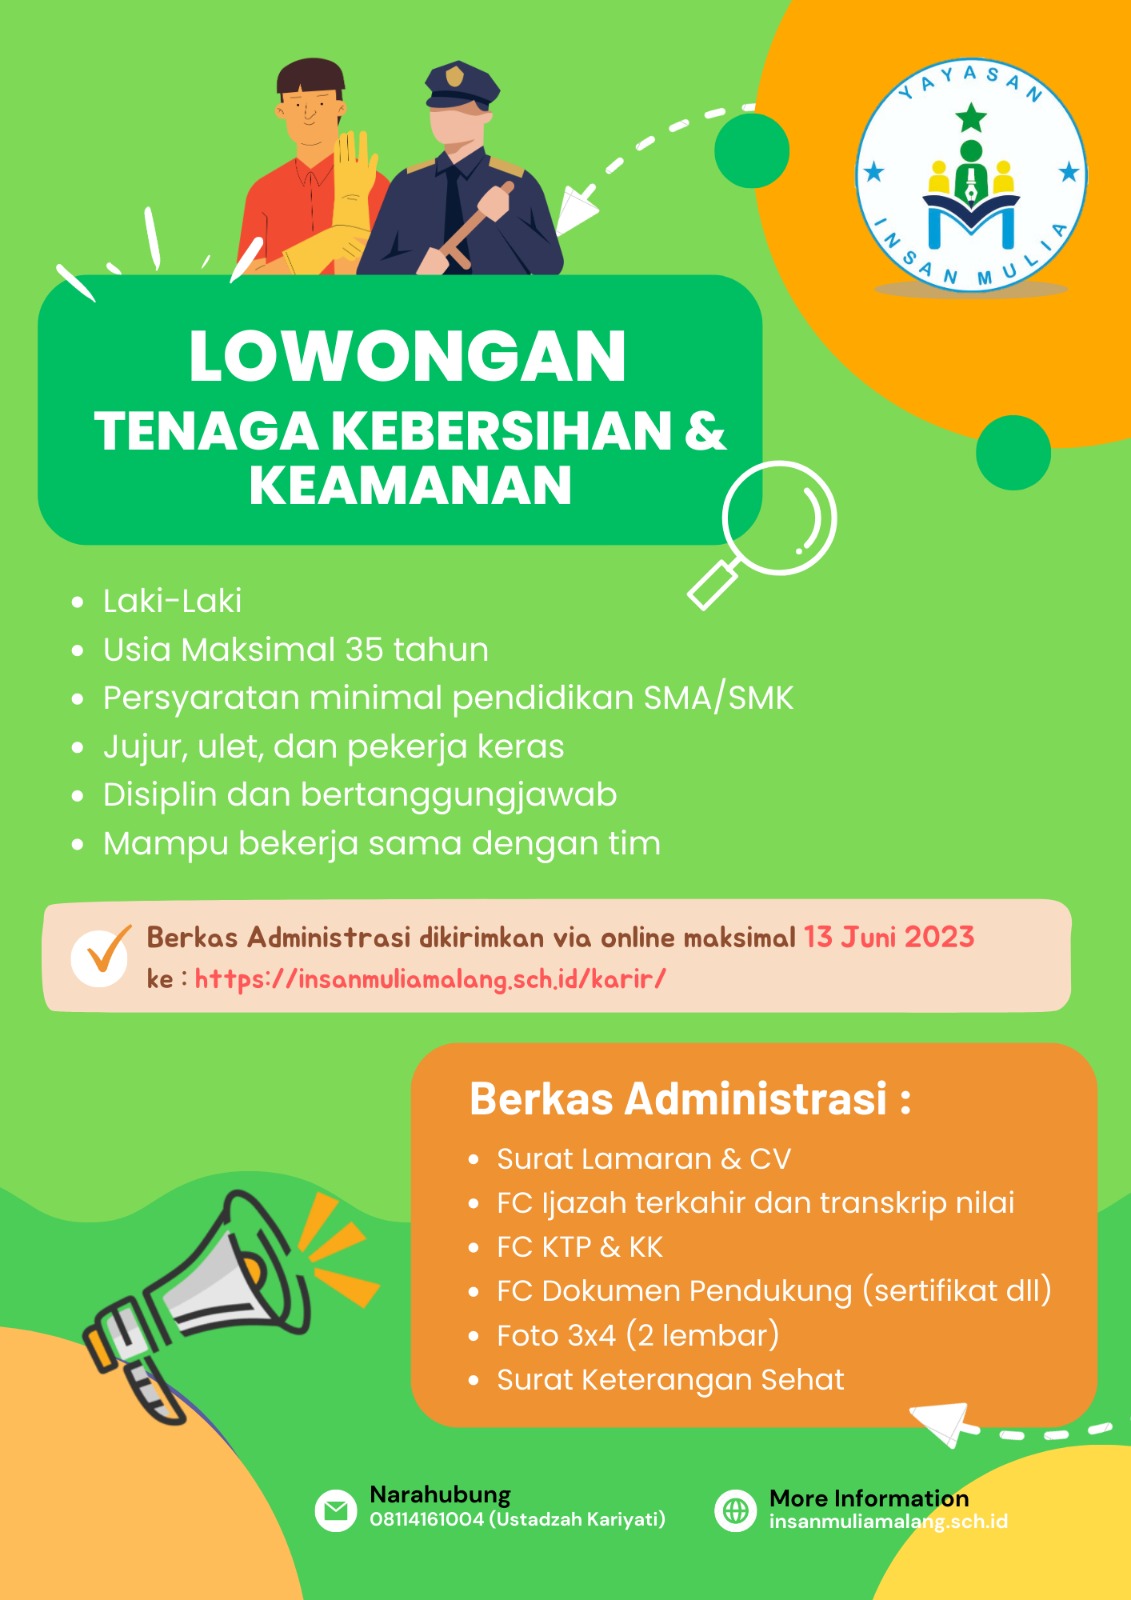 YAYASAN
INSAN MULIA
LOWONGAN
TENAGA KEBERSIHAN &
KEAMANAN
Laki-Laki
Usia Maksimal 35 tahun
Persyaratan minimal pendidikan SMA/SMK
Jujur, ulet, dan pekerja keras
Disiplin dan bertanggungjawab
Mampu bekerja sama dengan tim
Berkas Administrasi dikirimkan via online maksimal 13 Juni 2023
ke : https://insanmuliamalang.sch.id/karir/
Berkas Administrasi :
Surat Lamaran & CV
FC Ijazah terkahir dan transkrip nilai
FC KTP & KK
FC Dokumen Pendukung (sertifikat dll)
Foto 3x4 (2 lembar)
Surat Keterangan Sehat
Narahubung
08114161004 (Ustadzah Kariyati)
More Information
insanmuliamalang.sch.id